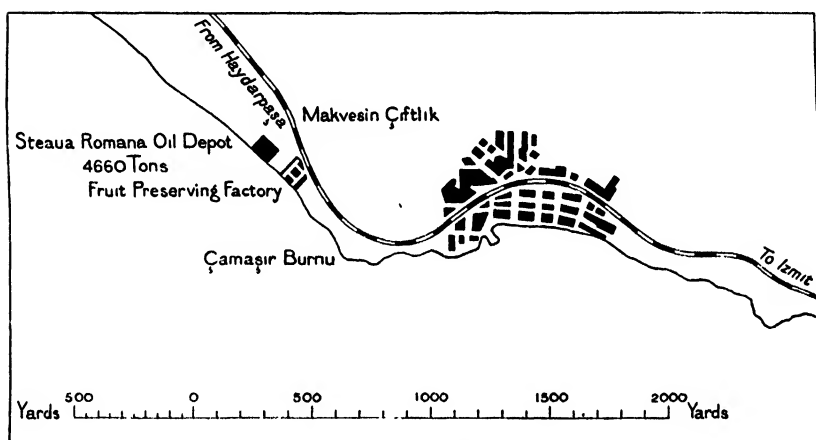 From Haydarpaşa
Makvesin Çiftlik
Steaua Romana Oil Depot
4660 Tons
Fruit Preserving Factory
Çamaşır Burnu
To Izmit
500 0 500 1000 1500 2000
Yards Yards